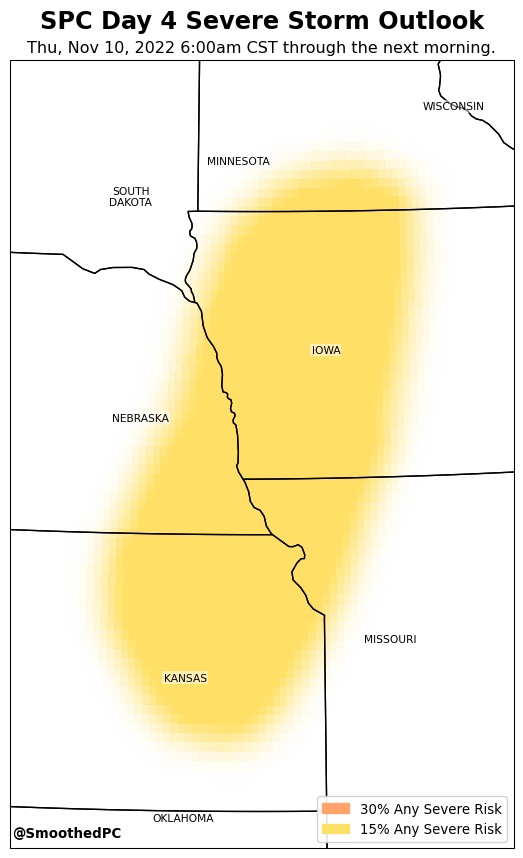 SPC Day 4 Severe Storm Outlook
Thu, Nov 10, 2022 6:00am CST through the next morning.
WISCONSIN
MINNESOTA
SOUTH
DAKOTA
IOWA
NEBRASKA
MISSOURI
KANSAS
OKLAHOMA
30% Any Severe Risk
15% Any Severe Risk
@SmoothedPC